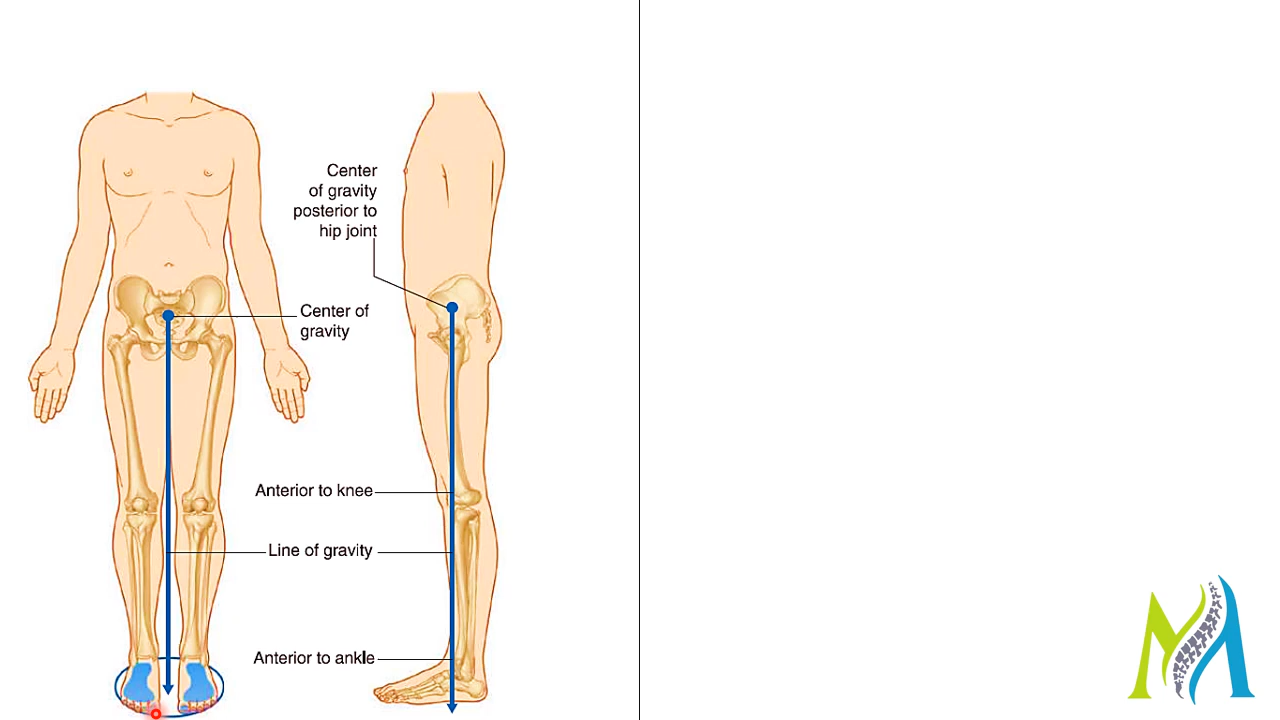 Center
of gravity
posterior to
hip joint
Center of
gravity
Anterior to knee
Line of gravity
Anterior to ankle
MA